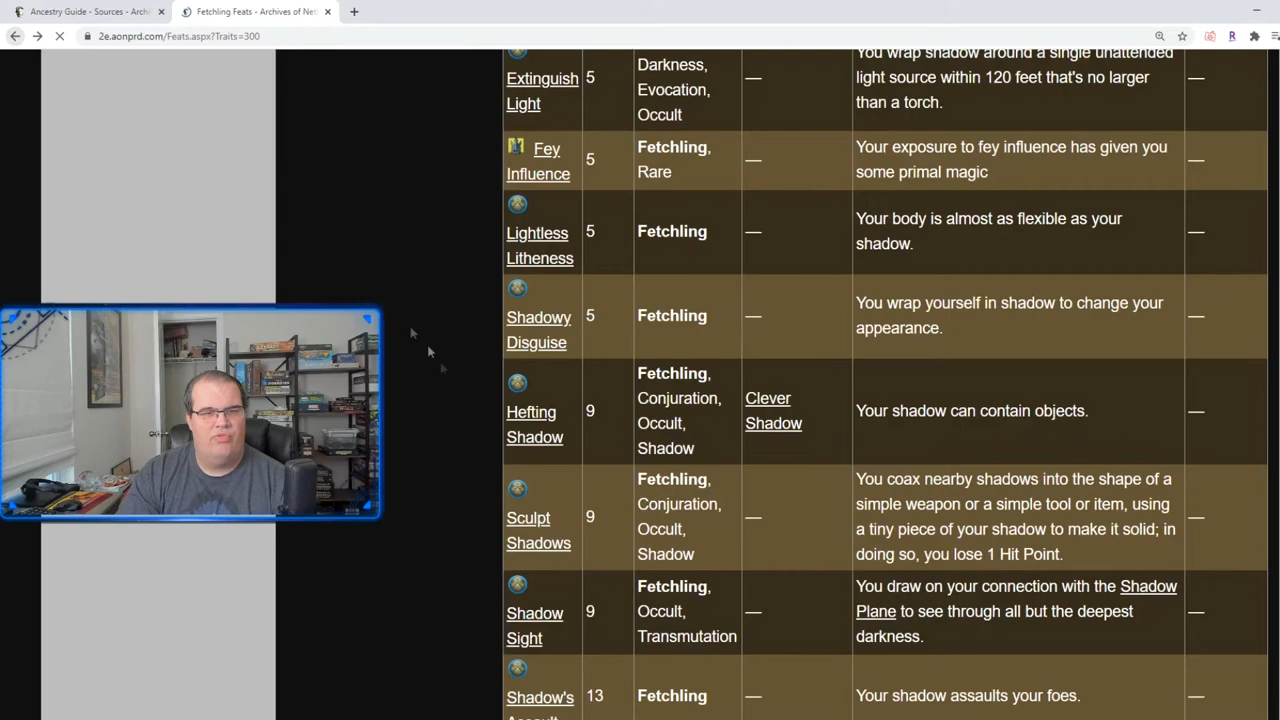 Ancestry Guide - Sources - Archi
Fetchling Feats - Archives of Net
2e.aonprd.com/Feats.aspx?Traits=300
Extinguish Light
5
Darkness, Evocation, Occult
—
You wrap shadow around a single unattended
light source within 120 feet that's no larger
than a torch.
—
Fey Influence
5
Fetchling, Rare
—
Your exposure to fey influence has given you
some primal magic
—
Lightless Litheness
5
Fetchling
—
Your body is almost as flexible as your
shadow.
—
Shadowy Disguise
5
Fetchling
—
You wrap yourself in shadow to change your
appearance.
—
Hefting Shadow
9
Fetchling, Conjuration, Occult, Shadow
Clever Shadow
Your shadow can contain objects.
—
Sculpt Shadows
9
Fetchling, Conjuration, Occult, Shadow
You coax nearby shadows into the shape of a
simple weapon or a simple tool or item, using
a tiny piece of your shadow to make it solid; in
doing so, you lose 1 Hit Point.
—
Shadow Sight
9
Fetchling, Occult, Transmutation
—
You draw on your connection with the Shadow
Plane to see through all but the deepest
darkness.
—
Shadow's Assault
13
Fetchling
—
Your shadow assaults your foes.
—